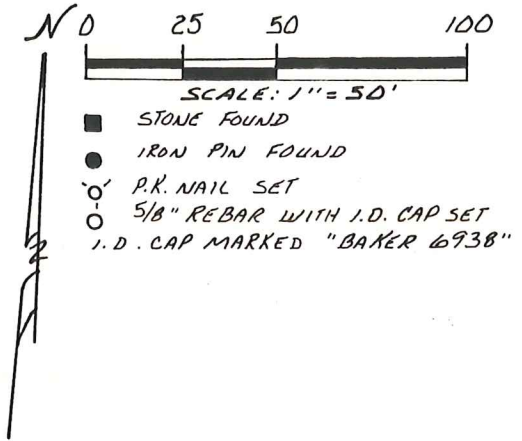 N 0 25 50 100
SCALE: 1" = 50'
STONE FOUND
IRON PIN FOUND
P.K. NAIL SET
5/8" REBAR WITH I.D. CAP SET
I.D. CAP MARKED "BAKER 6938"